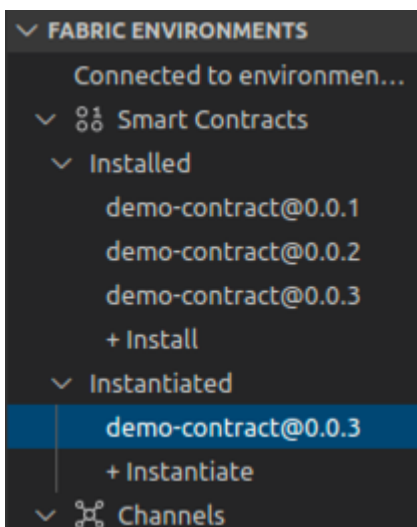 FABRIC ENVIRONMENTS
Connected to environmen...
Smart Contracts
Installed
demo-contract@0.0.1
demo-contract@0.0.2
demo-contract@0.0.3
+ Install
Instantiated
demo-contract@0.0.3
+ Instantiate
Channels